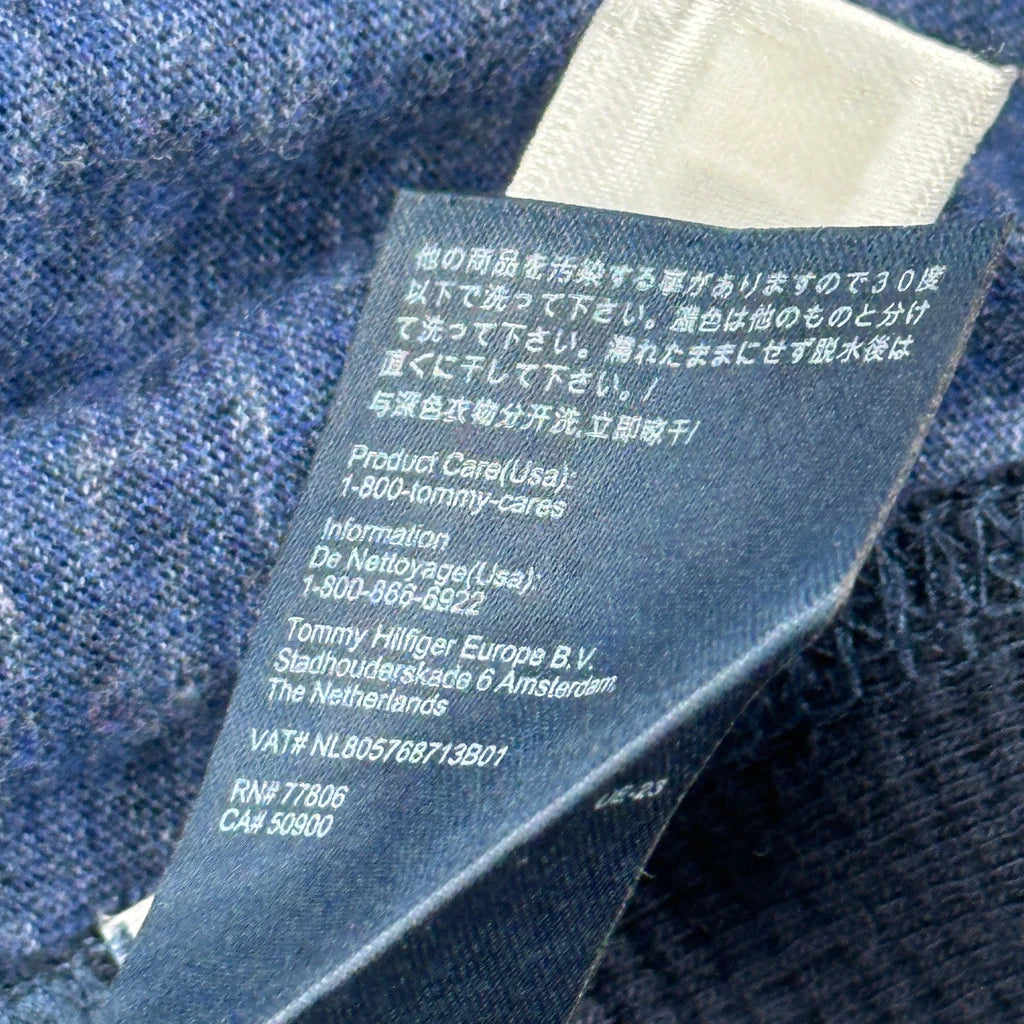 他の商品を汚染する事がありますので30度
以下で洗って下さい。濃色は他のものと分け
て洗って下さい。濡れたままにせず脱水後は
直ぐに干して下さい。/
与深色衣物分开洗,立即晾干/
Product Care(Usa):
1-800-tommy-cares
Information
De Nettoyage(Usa):
1-800-866-6922
Tommy Hilfiger Europe B.V.
Stadhouderskade 6 Amsterdam,
The Netherlands
VAT# NL805768713B01
RN# 77806
CA# 50900